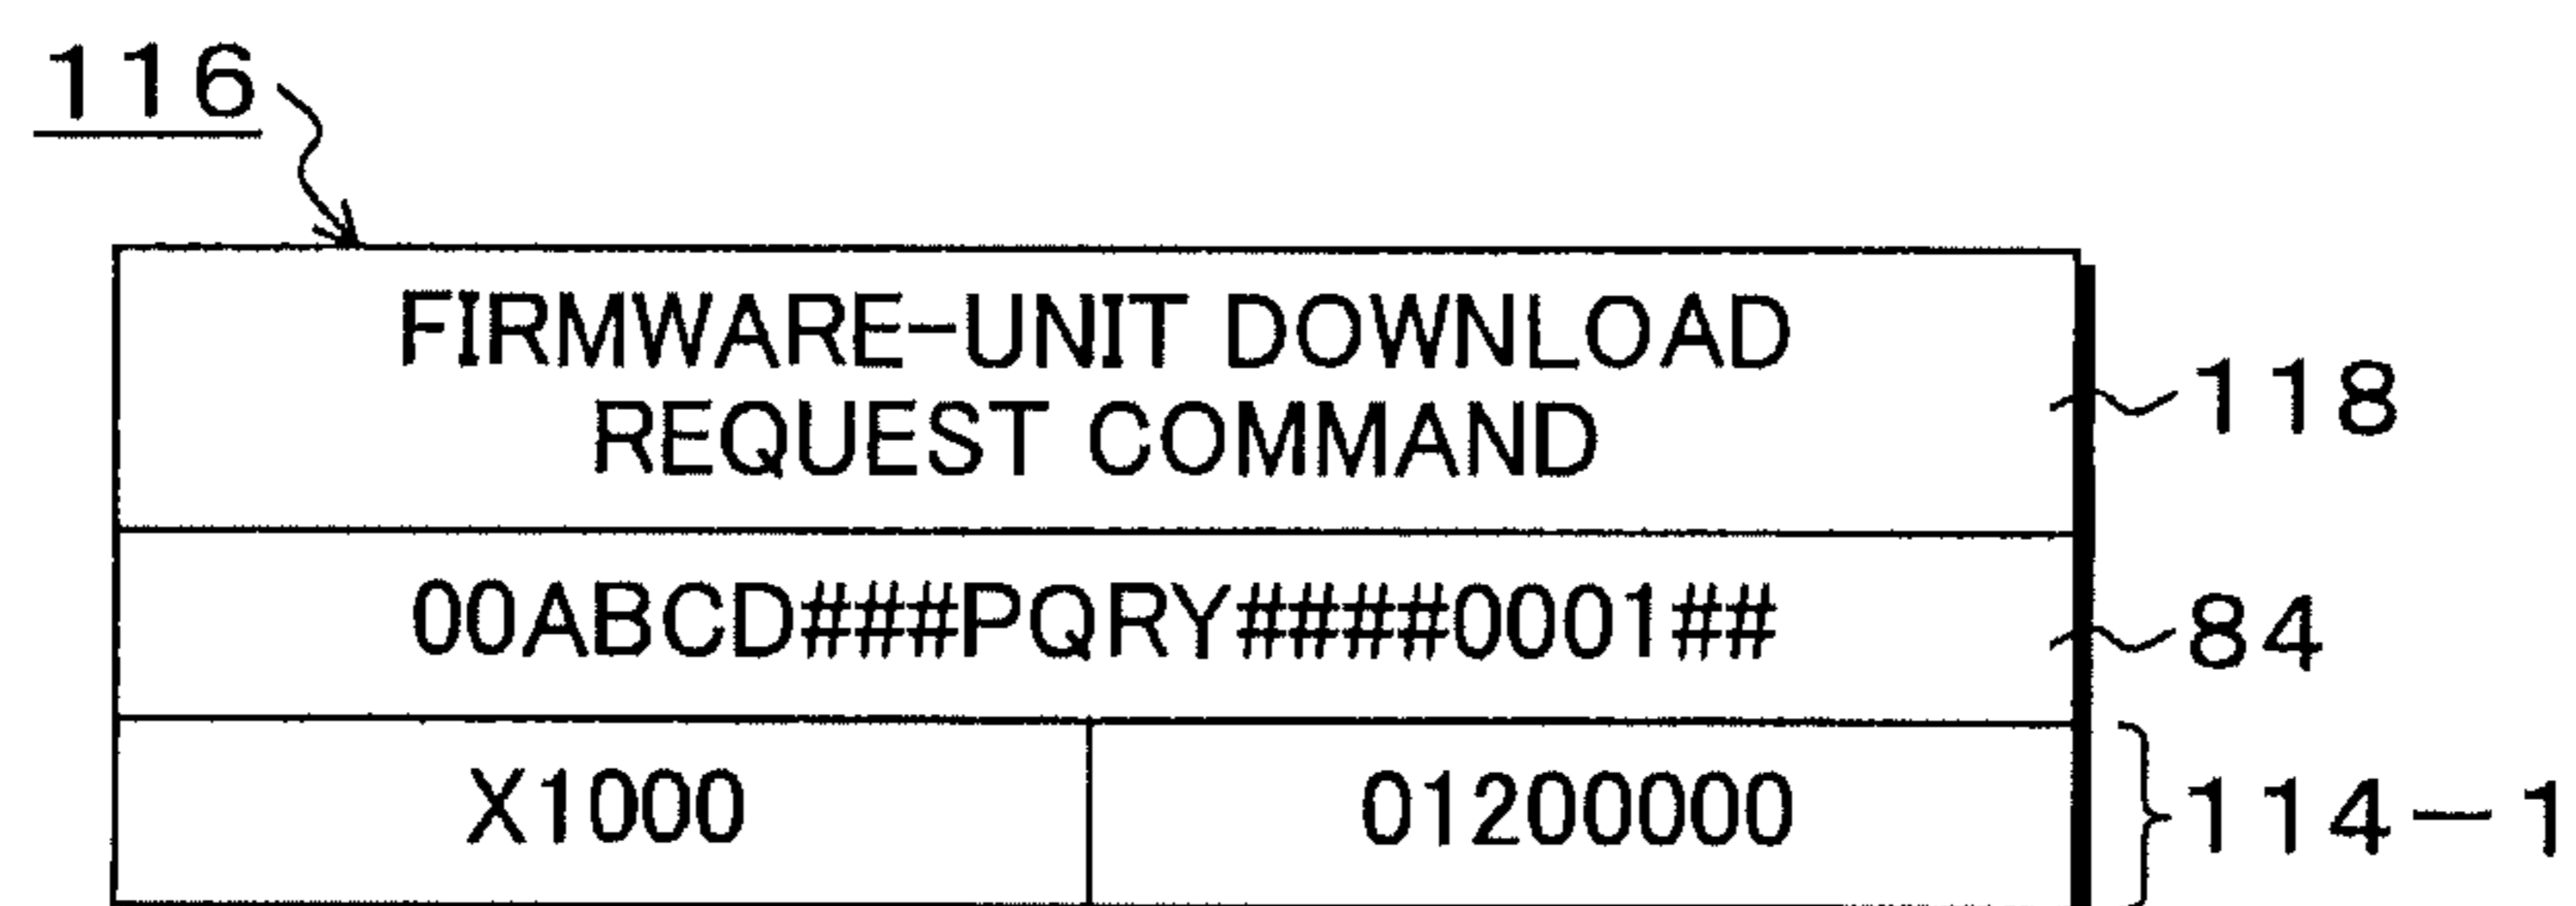 116
FIRMWARE-UNIT DOWNLOAD
REQUEST COMMAND
118
00ABCD###PQRY####0001##
84
X1000 01200000
114-1